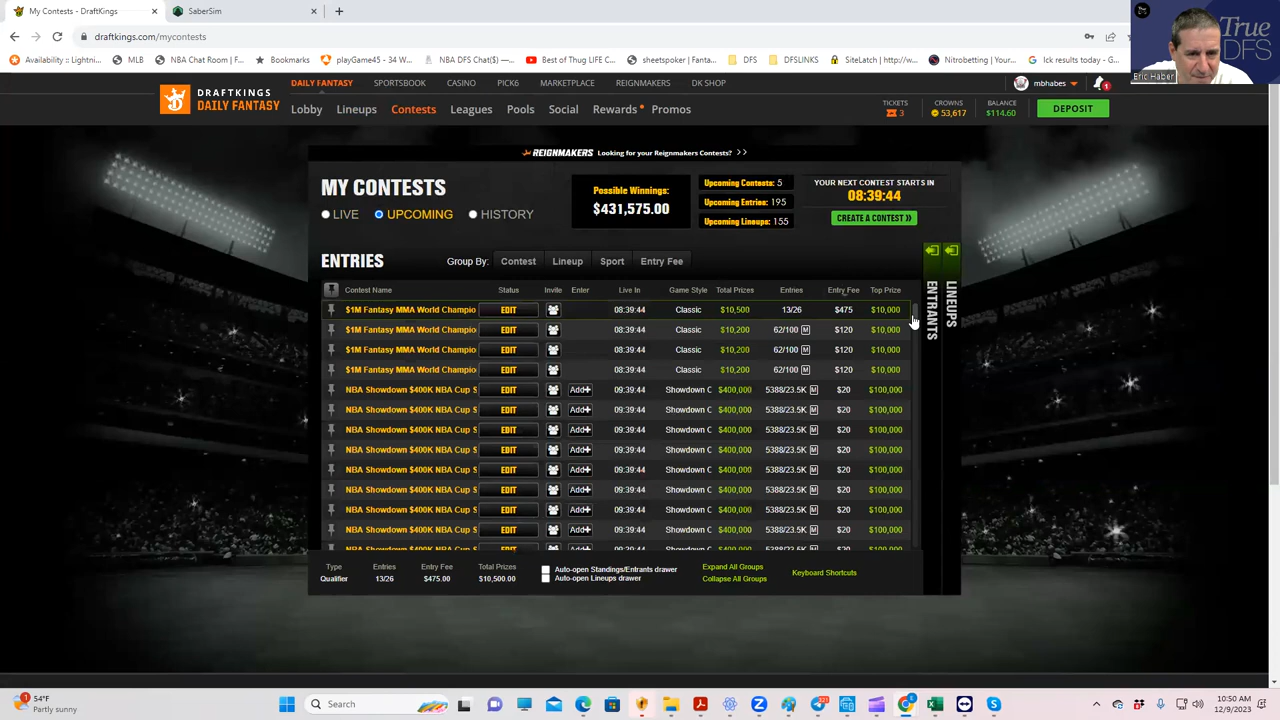 My Contests - DraftKings
SaberSim
draftkings.com/mycontests
Availability :: Lightni...
MLB
NBA DFS Chat($) — s...
Bookmarking
playGame45 - 34 W...
Best of Thug LIFE C...
sheetspoker - Twitch
DFS
DFSLINKS
SiteLatch | http://w...
Nitrobetting | New...
NBA Chat Room
Ick results today - G...
True
DFS
Eric Haber
DAILY FANTASY
SPORTSBOOK
CASINO
PICK6
MARKETPLACE
REIGNMAKERS
DK SHOP
mbhabes
1
DRAFTKINGS
DAILY FANTASY
Lobby
Lineups
Contests
Leagues
Pools
Social
Rewards
Promos
TICKETS
3
CROWNS
53,617
BALANCE
$114.60
DEPOSIT
REIGNMAKERS Looking for your Reignmakers Contests? >>
MY CONTESTS
LIVE
UPCOMING
HISTORY
Possible Winnings:
$431,575.00
Upcoming Contests: 5
Upcoming Entries: 195
Upcoming Lineups: 155
YOUR NEXT CONTEST STARTS IN
08:39:44
CREATE A CONTEST >>
ENTRIES
Group By: Contest Lineup Sport Entry Fee
ENTRANTS
LINEUPS
Contest Name Status Invite Enter Live In Game Style Total Prizes Entries Entry Fee Top Prize
$1M Fantasy MMA World Champio EDIT 08:39:44 Classic $10,500 13/26 $475 $10,000
$1M Fantasy MMA World Champio EDIT 08:39:44 Classic $10,200 62/100 M $120 $10,000
$1M Fantasy MMA World Champio EDIT 08:39:44 Classic $10,200 62/100 M $120 $10,000
$1M Fantasy MMA World Champio EDIT 08:39:44 Classic $10,200 62/100 M $120 $10,000
NBA Showdown $400K NBA Cup S EDIT Add+ 09:39:44 Showdown C $400,000 5388/23.5K M $20 $100,000
NBA Showdown $400K NBA Cup S EDIT Add+ 09:39:44 Showdown C $400,000 5388/23.5K M $20 $100,000
NBA Showdown $400K NBA Cup S EDIT Add+ 09:39:44 Showdown C $400,000 5388/23.5K M $20 $100,000
NBA Showdown $400K NBA Cup S EDIT Add+ 09:39:44 Showdown C $400,000 5388/23.5K M $20 $100,000
NBA Showdown $400K NBA Cup S EDIT Add+ 09:39:44 Showdown C $400,000 5388/23.5K M $20 $100,000
NBA Showdown $400K NBA Cup S EDIT Add+ 09:39:44 Showdown C $400,000 5388/23.5K M $20 $100,000
NBA Showdown $400K NBA Cup S EDIT Add+ 09:39:44 Showdown C $400,000 5388/23.5K M $20 $100,000
NBA Showdown $400K NBA Cup S EDIT Add+ 09:39:44 Showdown C $400,000 5388/23.5K M $20 $100,000
Type Entries Entry Fee Total Prizes
Qualifier 13/26 $475.00 $10,500.00
Auto-open Standings/Entrants drawer
Auto-open Lineups drawer
Expand All Groups
Collapse All Groups
Keyboard Shortcuts
54°F
Partly sunny
Search
10:50 AM
12/9/2023